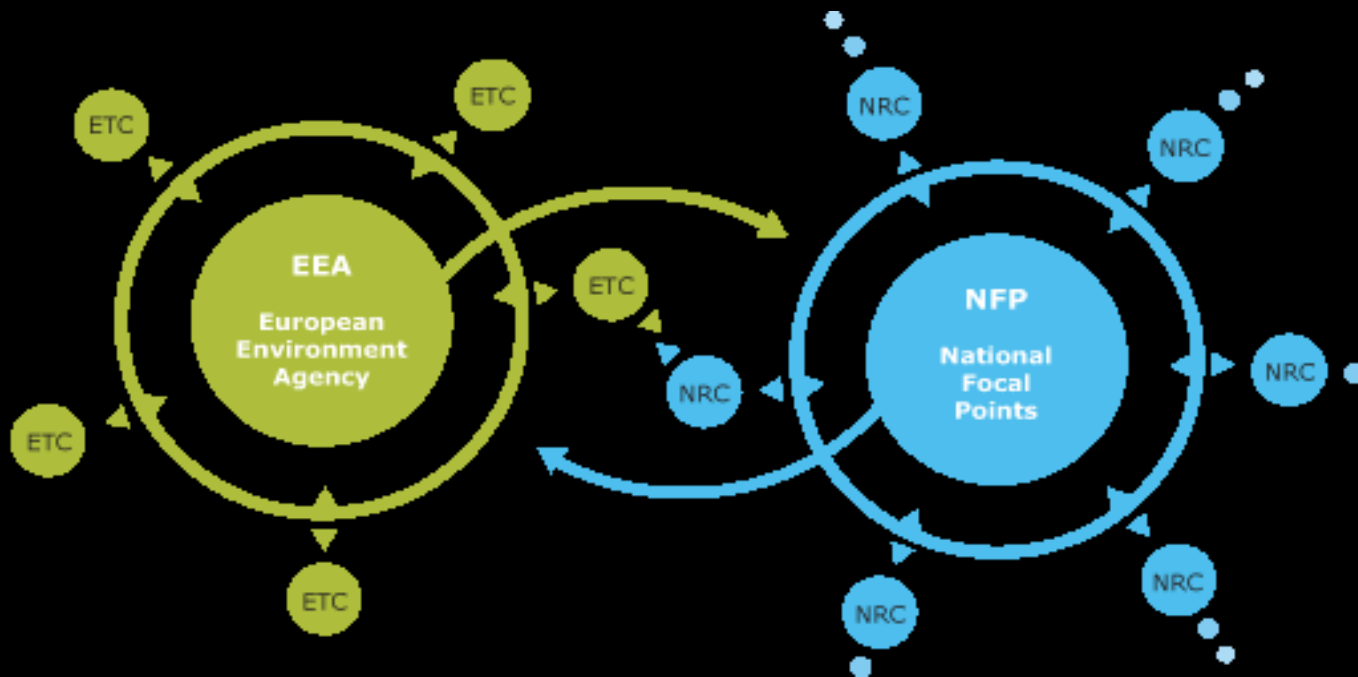 ETC
ETC
EEA
European
Environment
Agency
ETC
ETC
ETC
NRC
NRC
NRC
NFP
National
Focal
Points
NRC
NRC
NRC